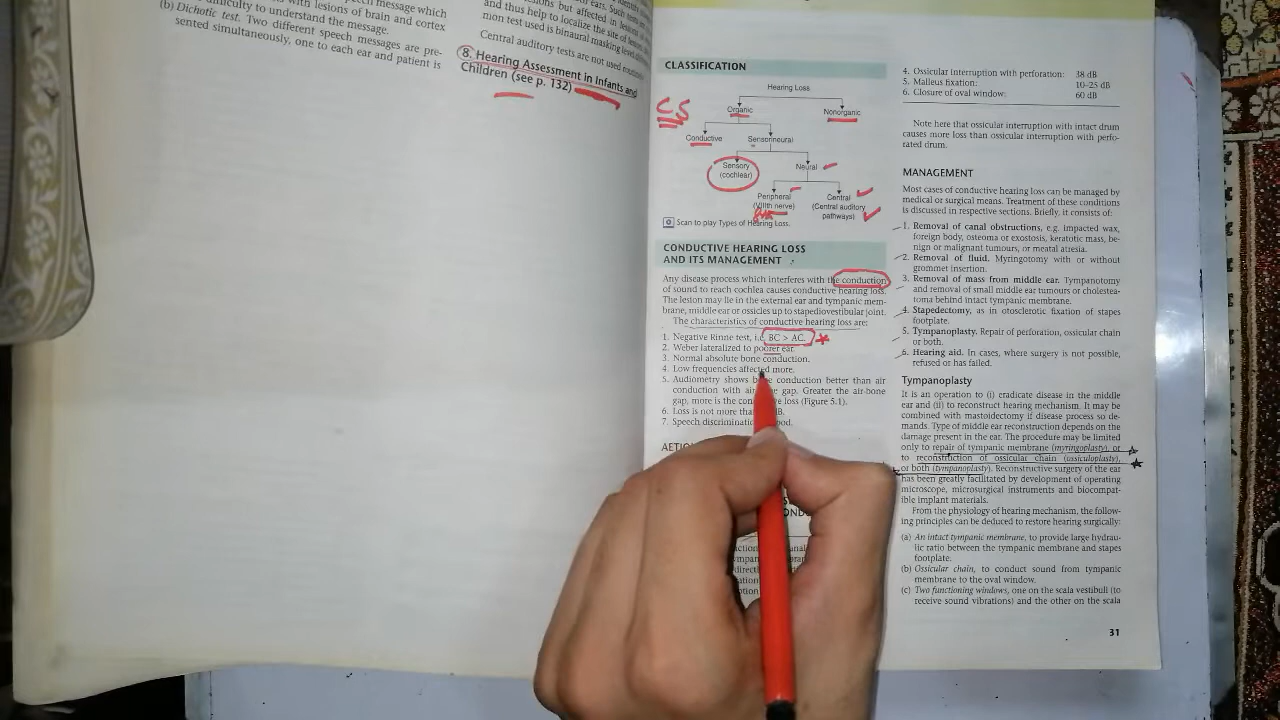 speech message which
with lesions of brain and cortex
difficulty to understand the message.
(b) Dichotic test. Two different speech messages are pre-
sented simultaneously, one to each ear and patient is
of ears. Such
but affected in lesions
and thus help to localize the site of
mon test used is binaural masking level
Central auditory tests are not used
8. Hearing Assessment in Infants and
Children (see p. 132)
CLASSIFICATION
Hearing Loss
CS
Organic
Nonorganic
Conductive
Sensorineural
Sensory
(cochlear)
Neural
Peripheral
(VIIIth nerve)
Central
(Central auditory
pathways)
Scan to play Types of Hearing Loss.
CONDUCTIVE HEARING LOSS
AND ITS MANAGEMENT
Any disease process which interferes with the conduction
of sound to reach cochlea causes conductive hearing loss.
The lesion may lie in the external ear and tympanic mem-
brane, middle ear or ossicles up to stapediovestibular joint.
The characteristics of conductive hearing loss are:
1. Negative Rinne test, i.e. BC > AC.
2. Weber lateralized to poorer ear.
3. Normal absolute bone conduction.
4. Low frequencies affected more.
5. Audiometry shows bone conduction better than air
conduction with air gap. Greater the air-bone
gap, more is the loss (Figure 5.1).
6. Loss is not more than
7. Speech
4. Ossicular interruption with perforation: 38 dB
5. Malleus fixation: 10–25 dB
6. Closure of oval window: 60 dB
Note here that ossicular interruption with intact drum
causes more loss than ossicular interruption with perfo-
rated drum.
MANAGEMENT
Most cases of conductive hearing loss can be managed by
medical or surgical means. Treatment of these conditions
is discussed in respective sections. Briefly, it consists of:
1. Removal of canal obstructions, e.g. impacted wax,
foreign body, osteoma or exostosis, keratotic mass, be-
nign or malignant tumours, or meatal atresia.
2. Removal of fluid. Myringotomy with or without
grommet insertion.
3. Removal of mass from middle ear. Tympanotomy
and removal of small middle ear tumours or cholestea-
toma behind intact tympanic membrane.
4. Stapedectomy, as in otosclerotic fixation of stapes
footplate.
5. Tympanoplasty. Repair of perforation, ossicular chain
or both.
6. Hearing aid. In cases, where surgery is not possible,
refused or has failed.
Tympanoplasty
It is an operation to (i) eradicate disease in the middle
ear and (ii) to reconstruct hearing mechanism. It may be
combined with mastoidectomy if disease process so de-
mands. Type of middle ear reconstruction depends on the
damage present in the ear. The procedure may be limited
only to repair of tympanic membrane (myringoplasty), or
to reconstruction of ossicular chain (ossiculoplasty),
or both (tympanoplasty). Reconstructive surgery of the ear
has been greatly facilitated by development of operating
microscope, microsurgical instruments and biocompat-
ible implant materials.
From the physiology of hearing mechanism, the follow-
ing principles can be deduced to restore hearing surgically:
(a) An intact tympanic membrane, to provide large hydrau-
lic ratio between the tympanic membrane and stapes
footplate.
(b) Ossicular chain, to conduct sound from tympanic
membrane to the oval window.
(c) Two functioning windows, one on the scala vestibuli (to
receive sound vibrations) and the other on the scala
31